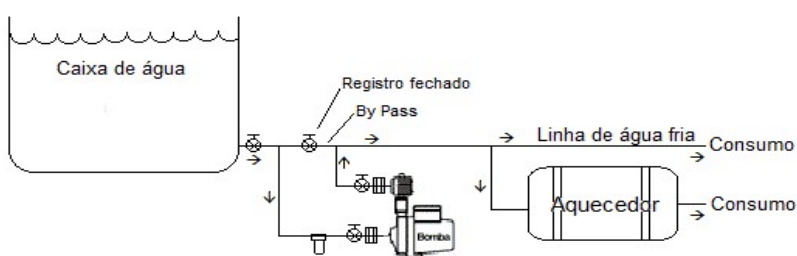 Caixa de água
Registro fechado
By Pass
Linha de água fria
Consumo
Aquecedor
Consumo
Bomba